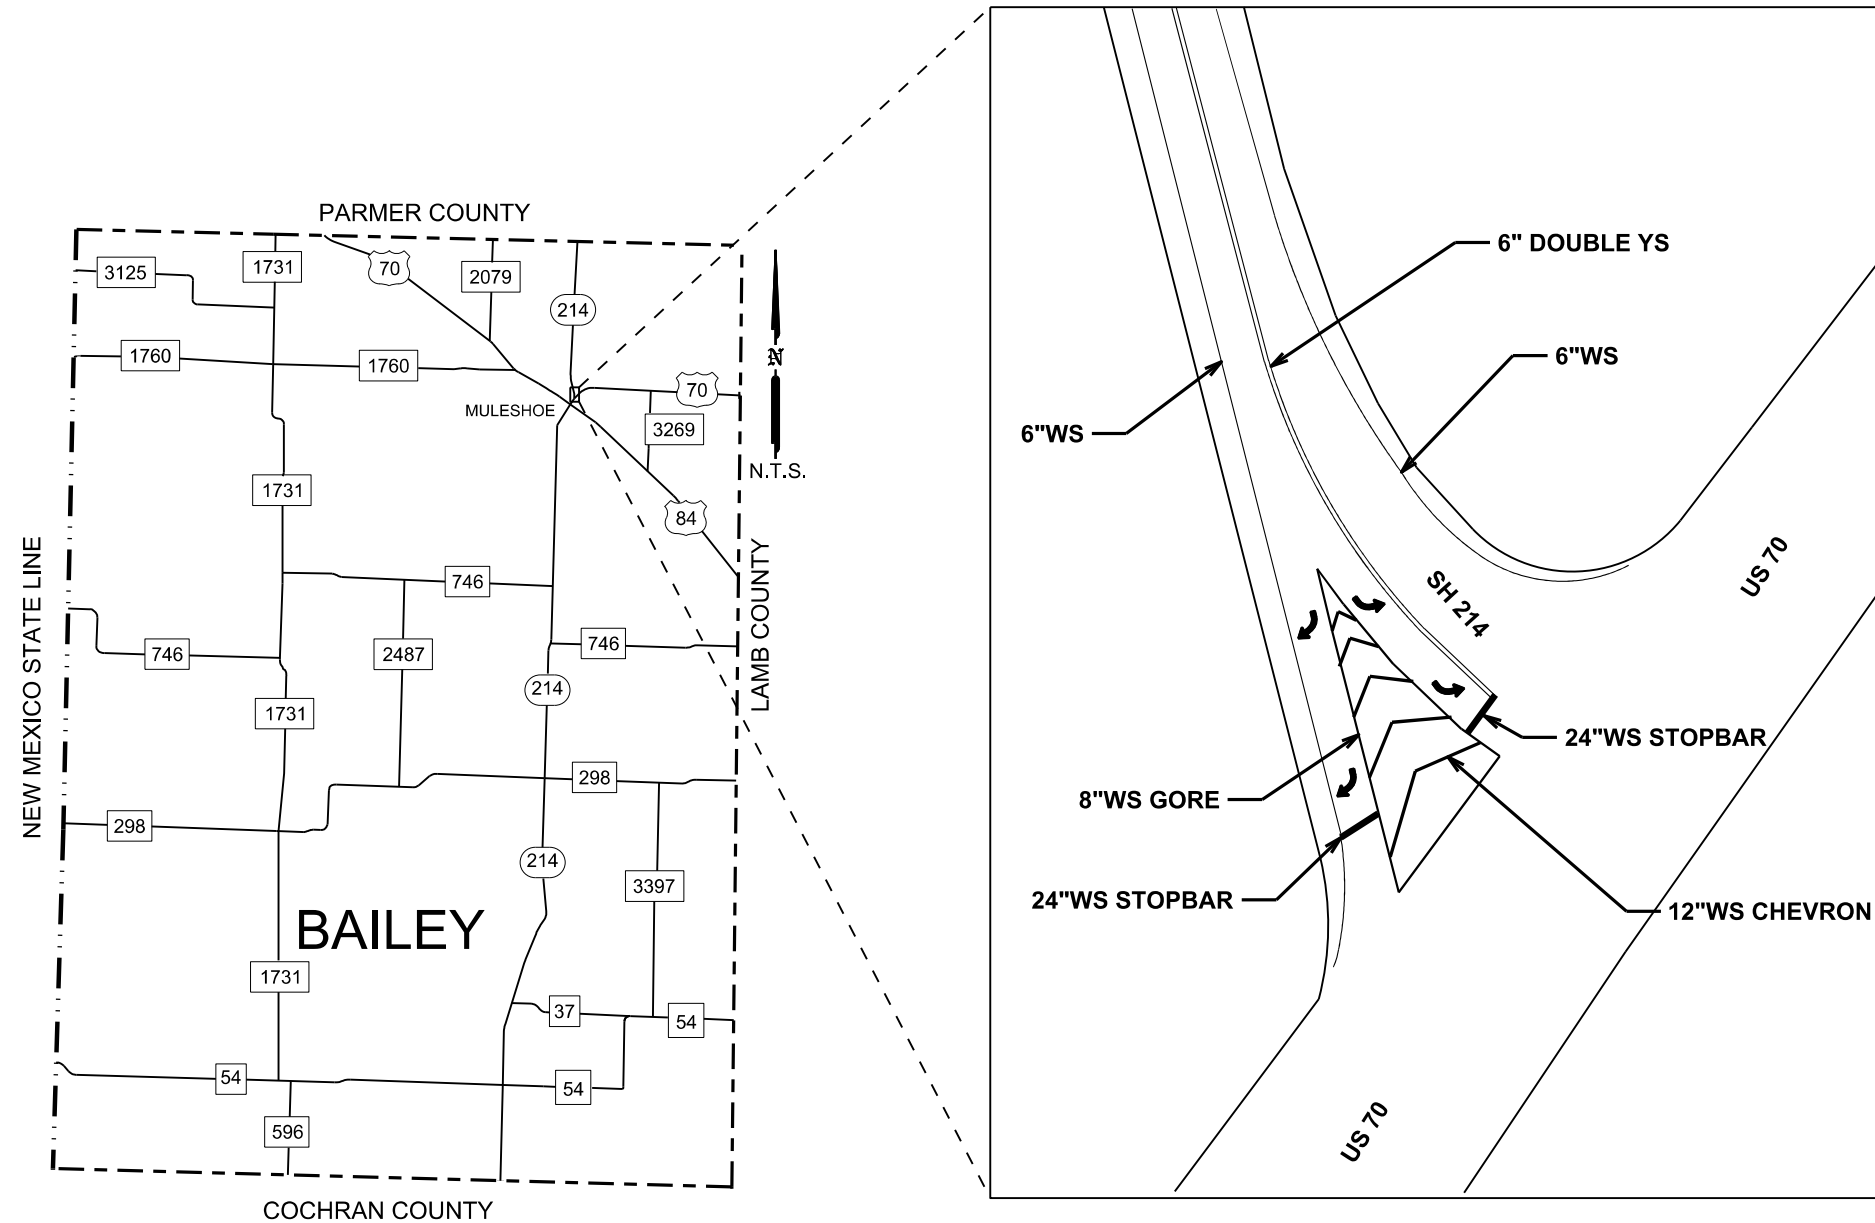 PARMER COUNTY
3125
1731
70
2079
214
1760
1760
N
70
MULESHOE
3269
N.T.S.
1731
84
NEW MEXICO STATE LINE
LAMB COUNTY
746
746
2487
746
214
1731
298
298
214
3397
BAILEY
1731
37
54
54
54
596
COCHRAN COUNTY
6" DOUBLE YS
6"WS
6"WS
US 70
SH 214
24"WS STOPBAR
8"WS GORE
24"WS STOPBAR
12"WS CHEVRON
US 70